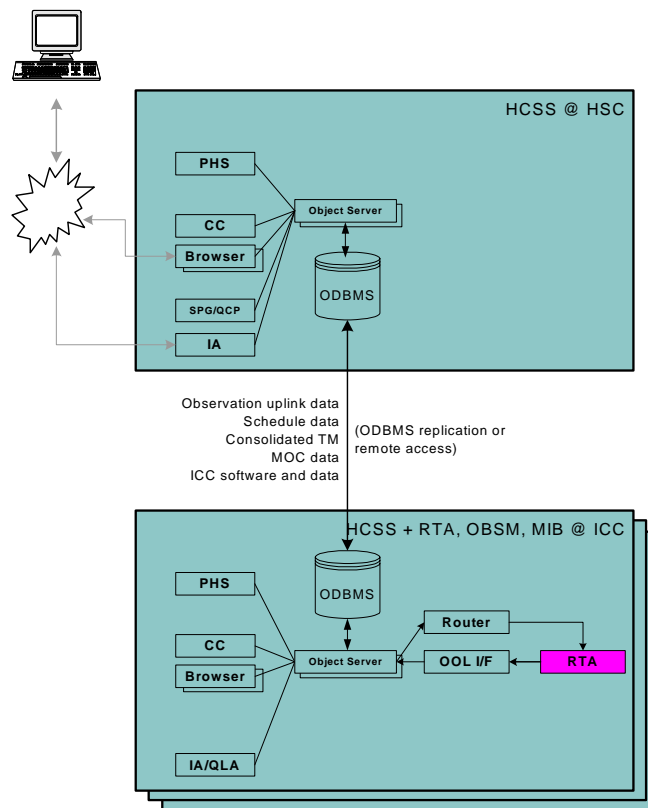 HCSS @ HSC
PHS
Object Server
CC
Browser
ODBMS
SPG/QCP
IA
Observation uplink data
Schedule data
Consolidated TM
MOC data
ICC software and data
(ODBMS replication or
remote access)
HCSS + RTA, OBSM, MIB @ ICC
ODBMS
PHS
Router
CC
Object Server
OOL I/F
RTA
Browser
IA/QLA